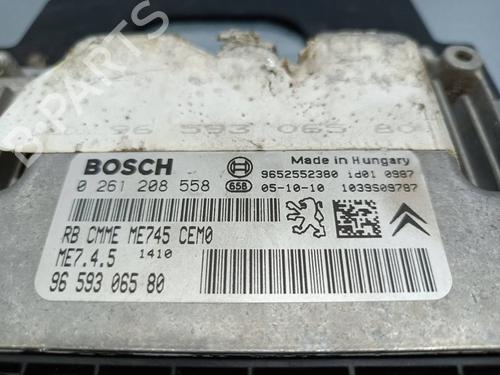 96 593 065 80
BOSCH
Made in Hungary
9652552380 id01 0987
0 261 208 558
65B 05-10-10 1039S09787
RB CMME ME745 CEM0
ME7.4.5 1410
96 593 065 80
B-PARTS